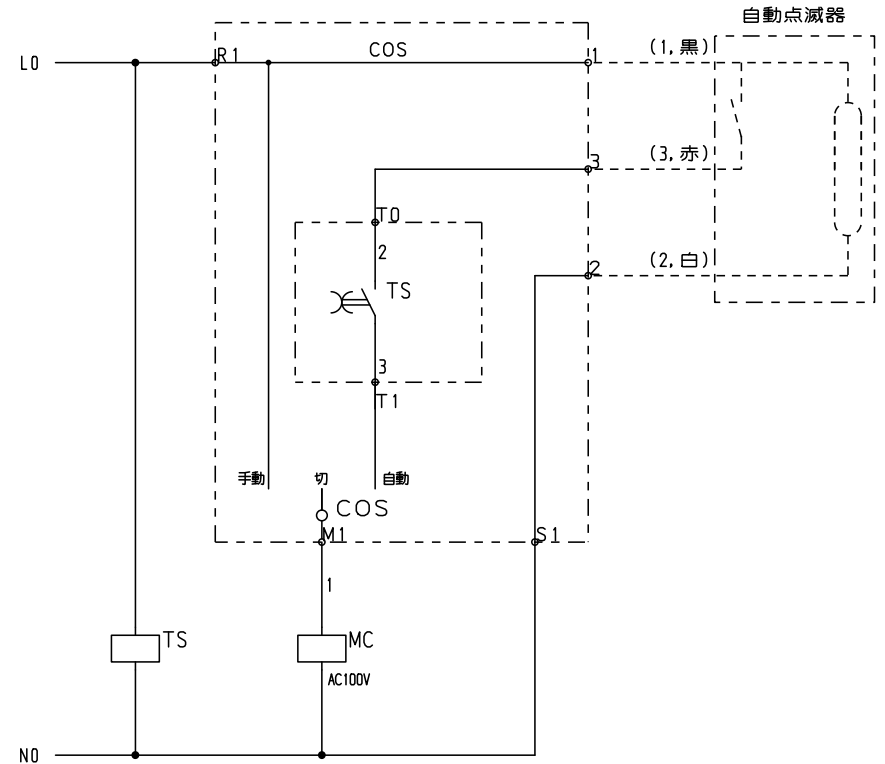 自動点滅器
R1
COS
1
(1,黒)
L0
3
(3,赤)
T0
2
2
(2,白)
TS
3
T1
手動
切
自動
COS
M1
S1
1
TS
MC
AC100V
N0